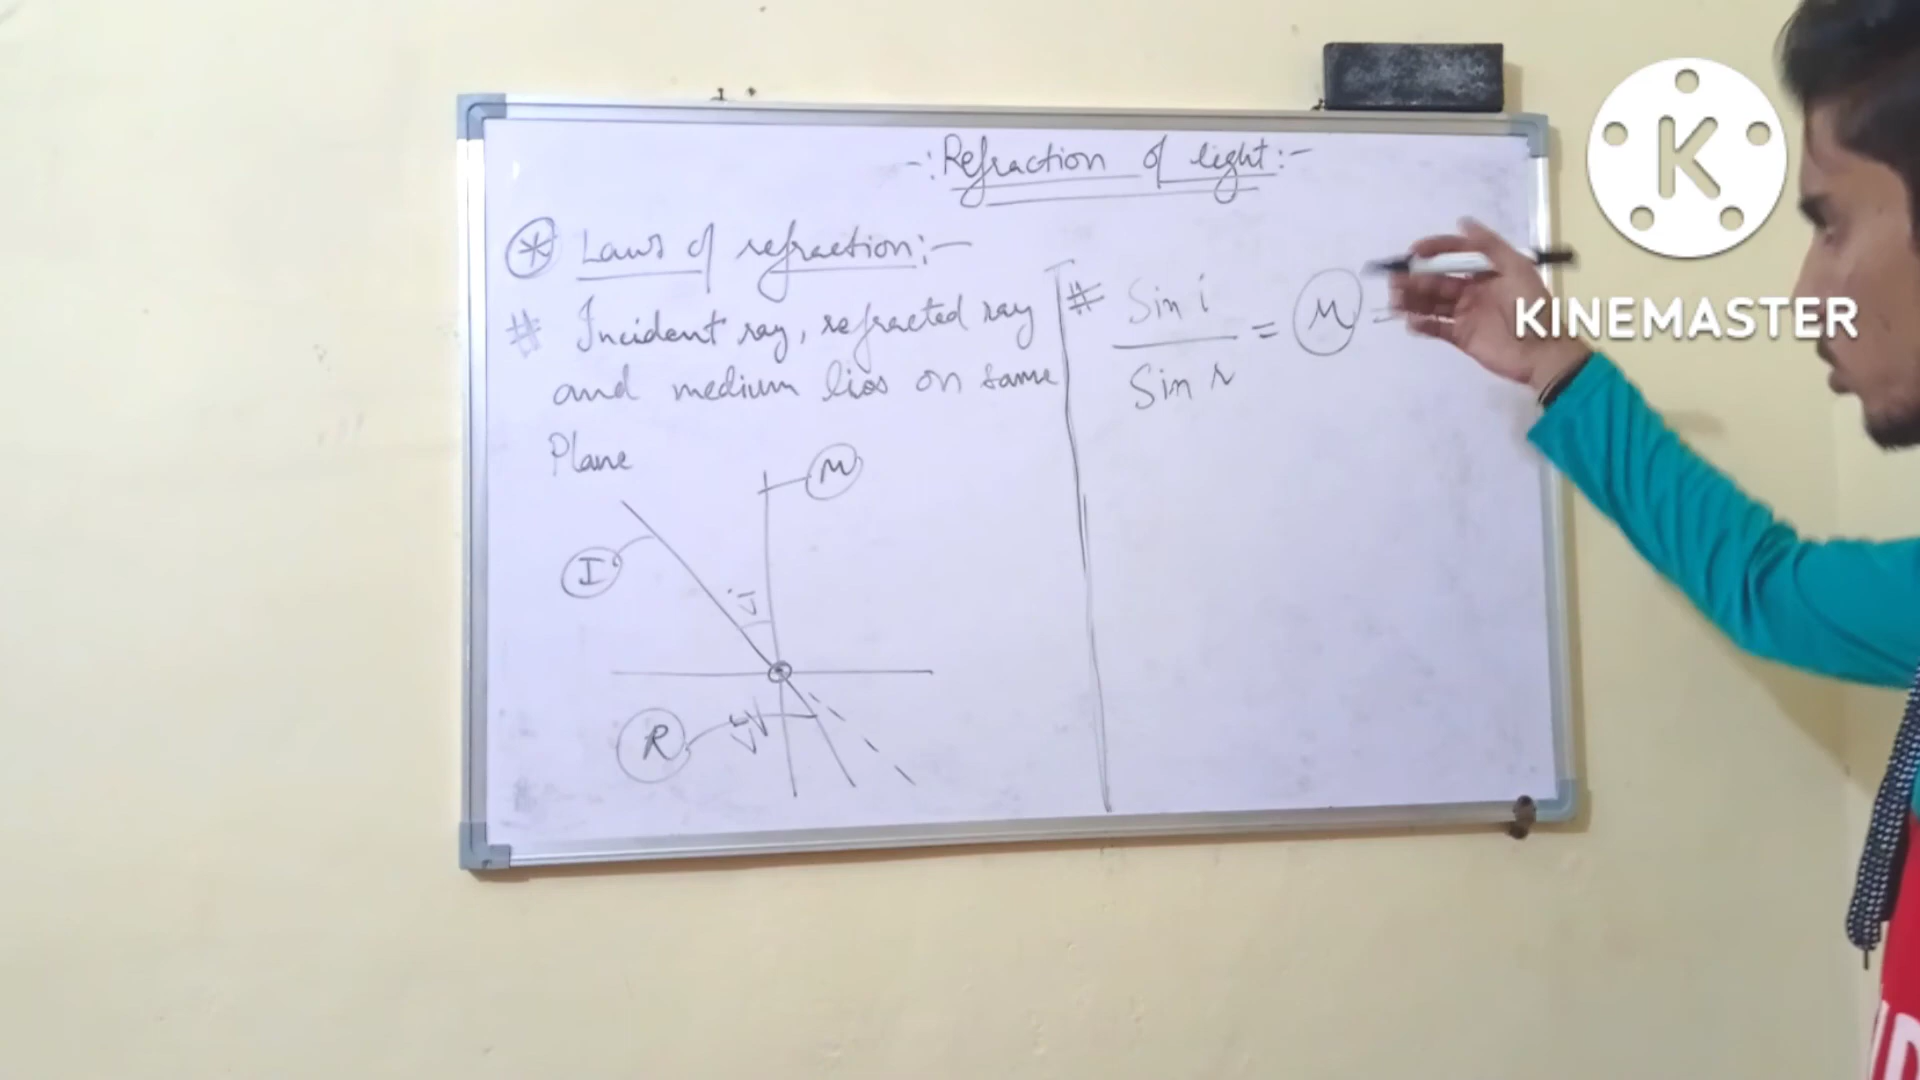 -: Refraction of light :-
* Laws of refraction :-
# Incident ray, refracted ray
and medium lies on same
Plane
M
I
i
R
# Sin i
= μ =
Sin r
K
KINEMASTER